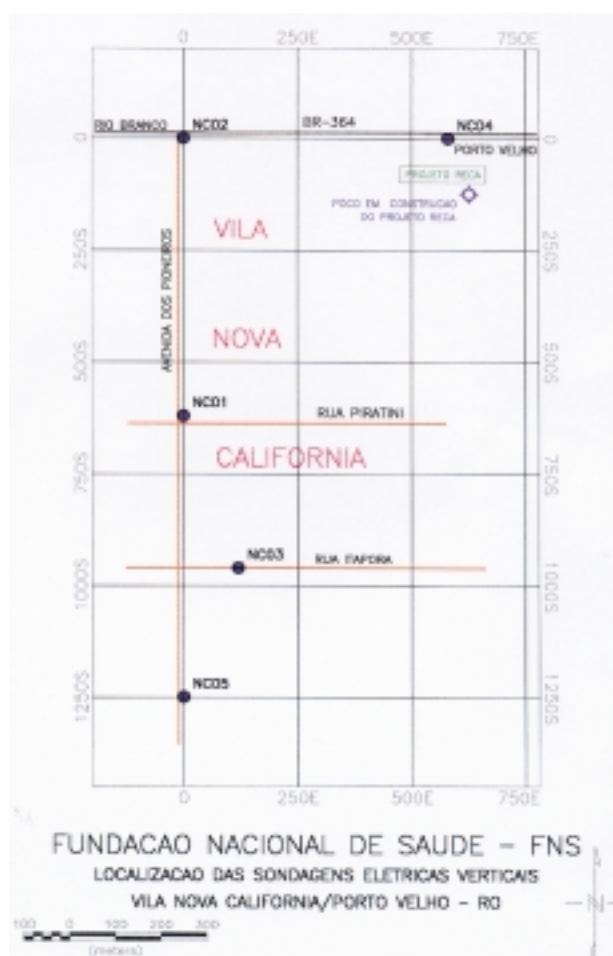 0 250E 500E 750E
RIO BRANCO NC02 BR-364 NC04
0 0
PORTO VELHO
PROJETO RECA
POCO EM CONSTRUCAO
DO PROJETO RECA
VILA
250S 250S
AVENIDA DOS PIONEIROS
NOVA
500S 500S
NC01
RUA PIRATINI
CALIFORNIA
750S 750S
NC03 RUA ITAPORA
1000S 1000S
NC05
1250S 1250S
0 250E 500E 750E
FUNDACAO NACIONAL DE SAUDE - FNS
LOCALIZACAO DAS SONDAGENS ELETRICAS VERTICAIS
VILA NOVA CALIFORNIA/PORTO VELHO - RO
N
100 0 100 200 300
(meters)